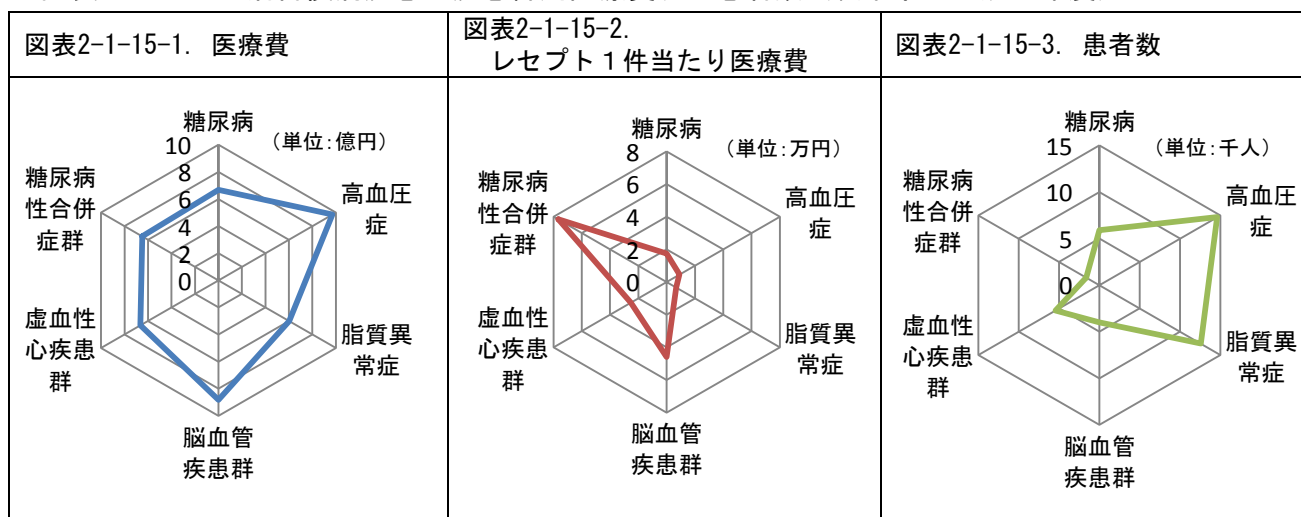 図表2-1-15-1. 医療費
図表2-1-15-2.
レセプト１件当たり医療費
図表2-1-15-3. 患者数
糖尿病
（単位:億円）
10
8
6
4
2
0
高血圧
症
脂質異
常症
脳血管
疾患群
虚血性
心疾患
群
糖尿病
性合併
症群
糖尿病
（単位:万円）
8
6
4
2
0
高血圧
症
脂質異
常症
脳血管
疾患群
虚血性
心疾患
群
糖尿病
性合併
症群
糖尿病
（単位:千人）
15
10
5
0
高血圧
症
脂質異
常症
脳血管
疾患群
虚血性
心疾患
群
糖尿病
性合併
症群